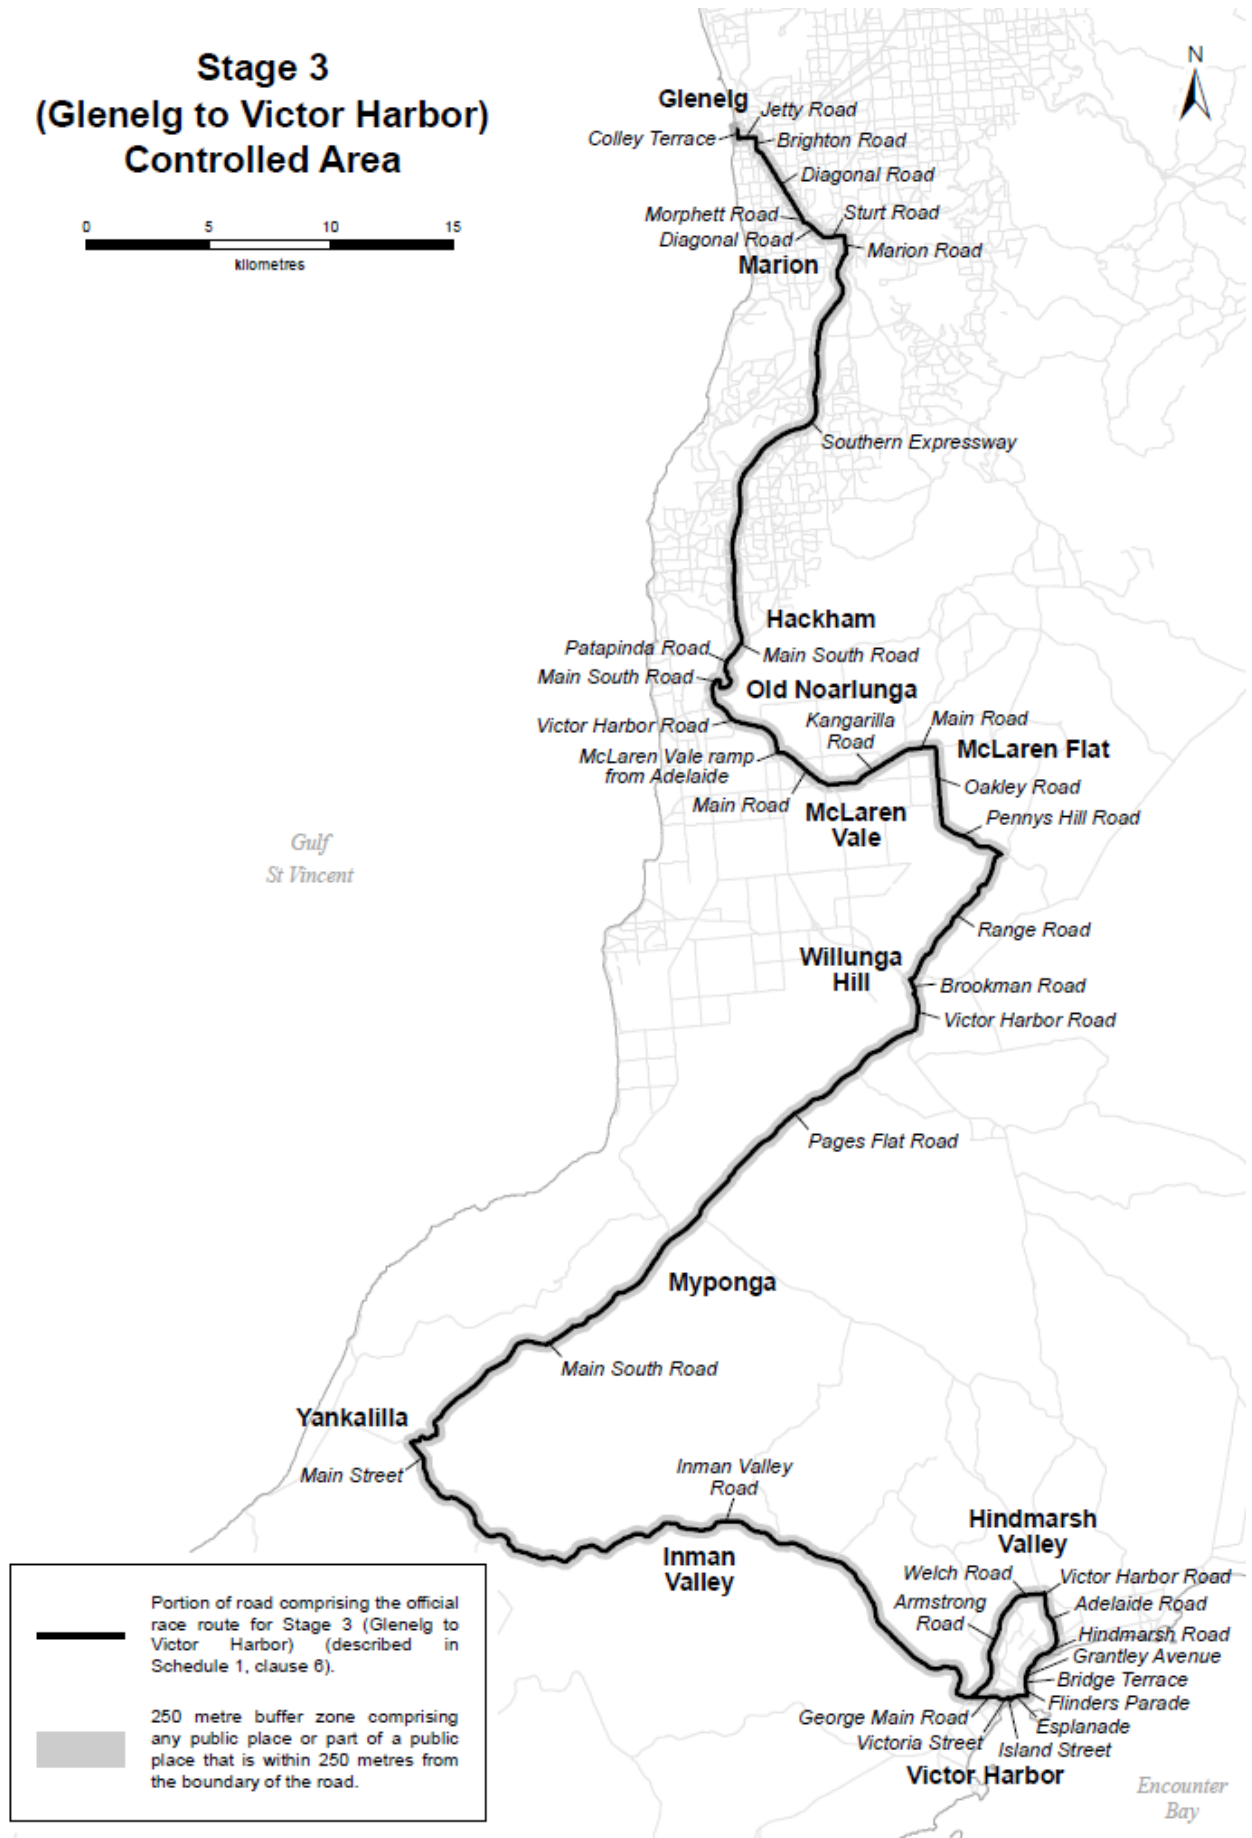 Stage 3
(Glenelg to Victor Harbor)
Controlled Area
0 5 10 15
kilometres
N
Glenelg
Jetty Road
Colley Terrace
Brighton Road
Diagonal Road
Morphett Road
Sturt Road
Diagonal Road
Marion Road
Marion
Southern Expressway
Hackham
Patapinda Road
Main South Road
Main South Road
Old Noarlunga
Victor Harbor Road
Kangarilla
Road
Main Road
McLaren Flat
McLaren Vale ramp
from Adelaide
Oakley Road
Main Road
McLaren
Vale
Pennys Hill Road
Gulf
St Vincent
Range Road
Willunga
Hill
Brookman Road
Victor Harbor Road
Pages Flat Road
Myponga
Main South Road
Yankalilla
Main Street
Inman Valley
Road
Inman
Valley
Hindmarsh
Valley
Welch Road
Victor Harbor Road
Armstrong
Road
Adelaide Road
Hindmarsh Road
Grantley Avenue
Bridge Terrace
Flinders Parade
George Main Road
Esplanade
Victoria Street
Island Street
Victor Harbor
Encounter
Bay
Portion of road comprising the official
race route for Stage 3 (Glenelg to
Victor Harbor) (described in
Schedule 1, clause 6).
250 metre buffer zone comprising
any public place or part of a public
place that is within 250 metres from
the boundary of the road.